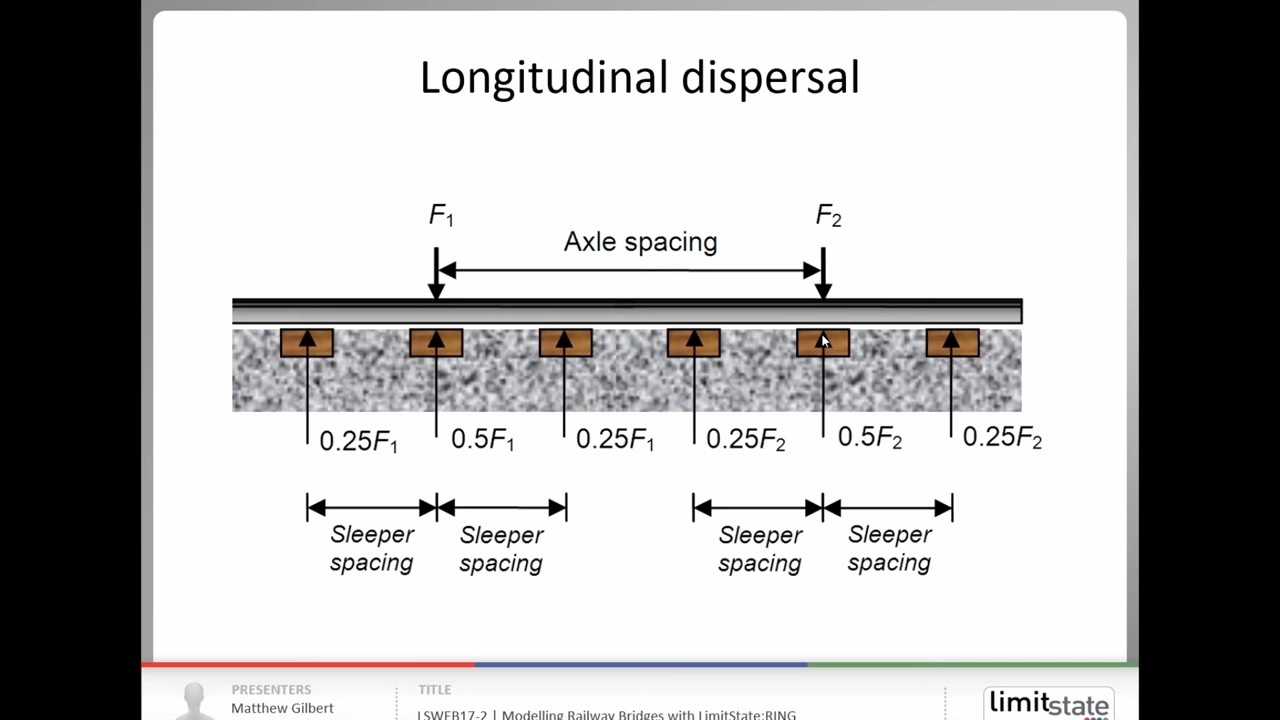 Longitudinal dispersal
F1
F2
Axle spacing
0.25F1
0.5F1
0.25F1
0.25F2
0.5F2
0.25F2
Sleeper
spacing
Sleeper
spacing
Sleeper
spacing
Sleeper
spacing
PRESENTERS
Matthew Gilbert
TITLE
LSWEB17-2 | Modelling Railway Bridges with LimitState:RING
limitstate